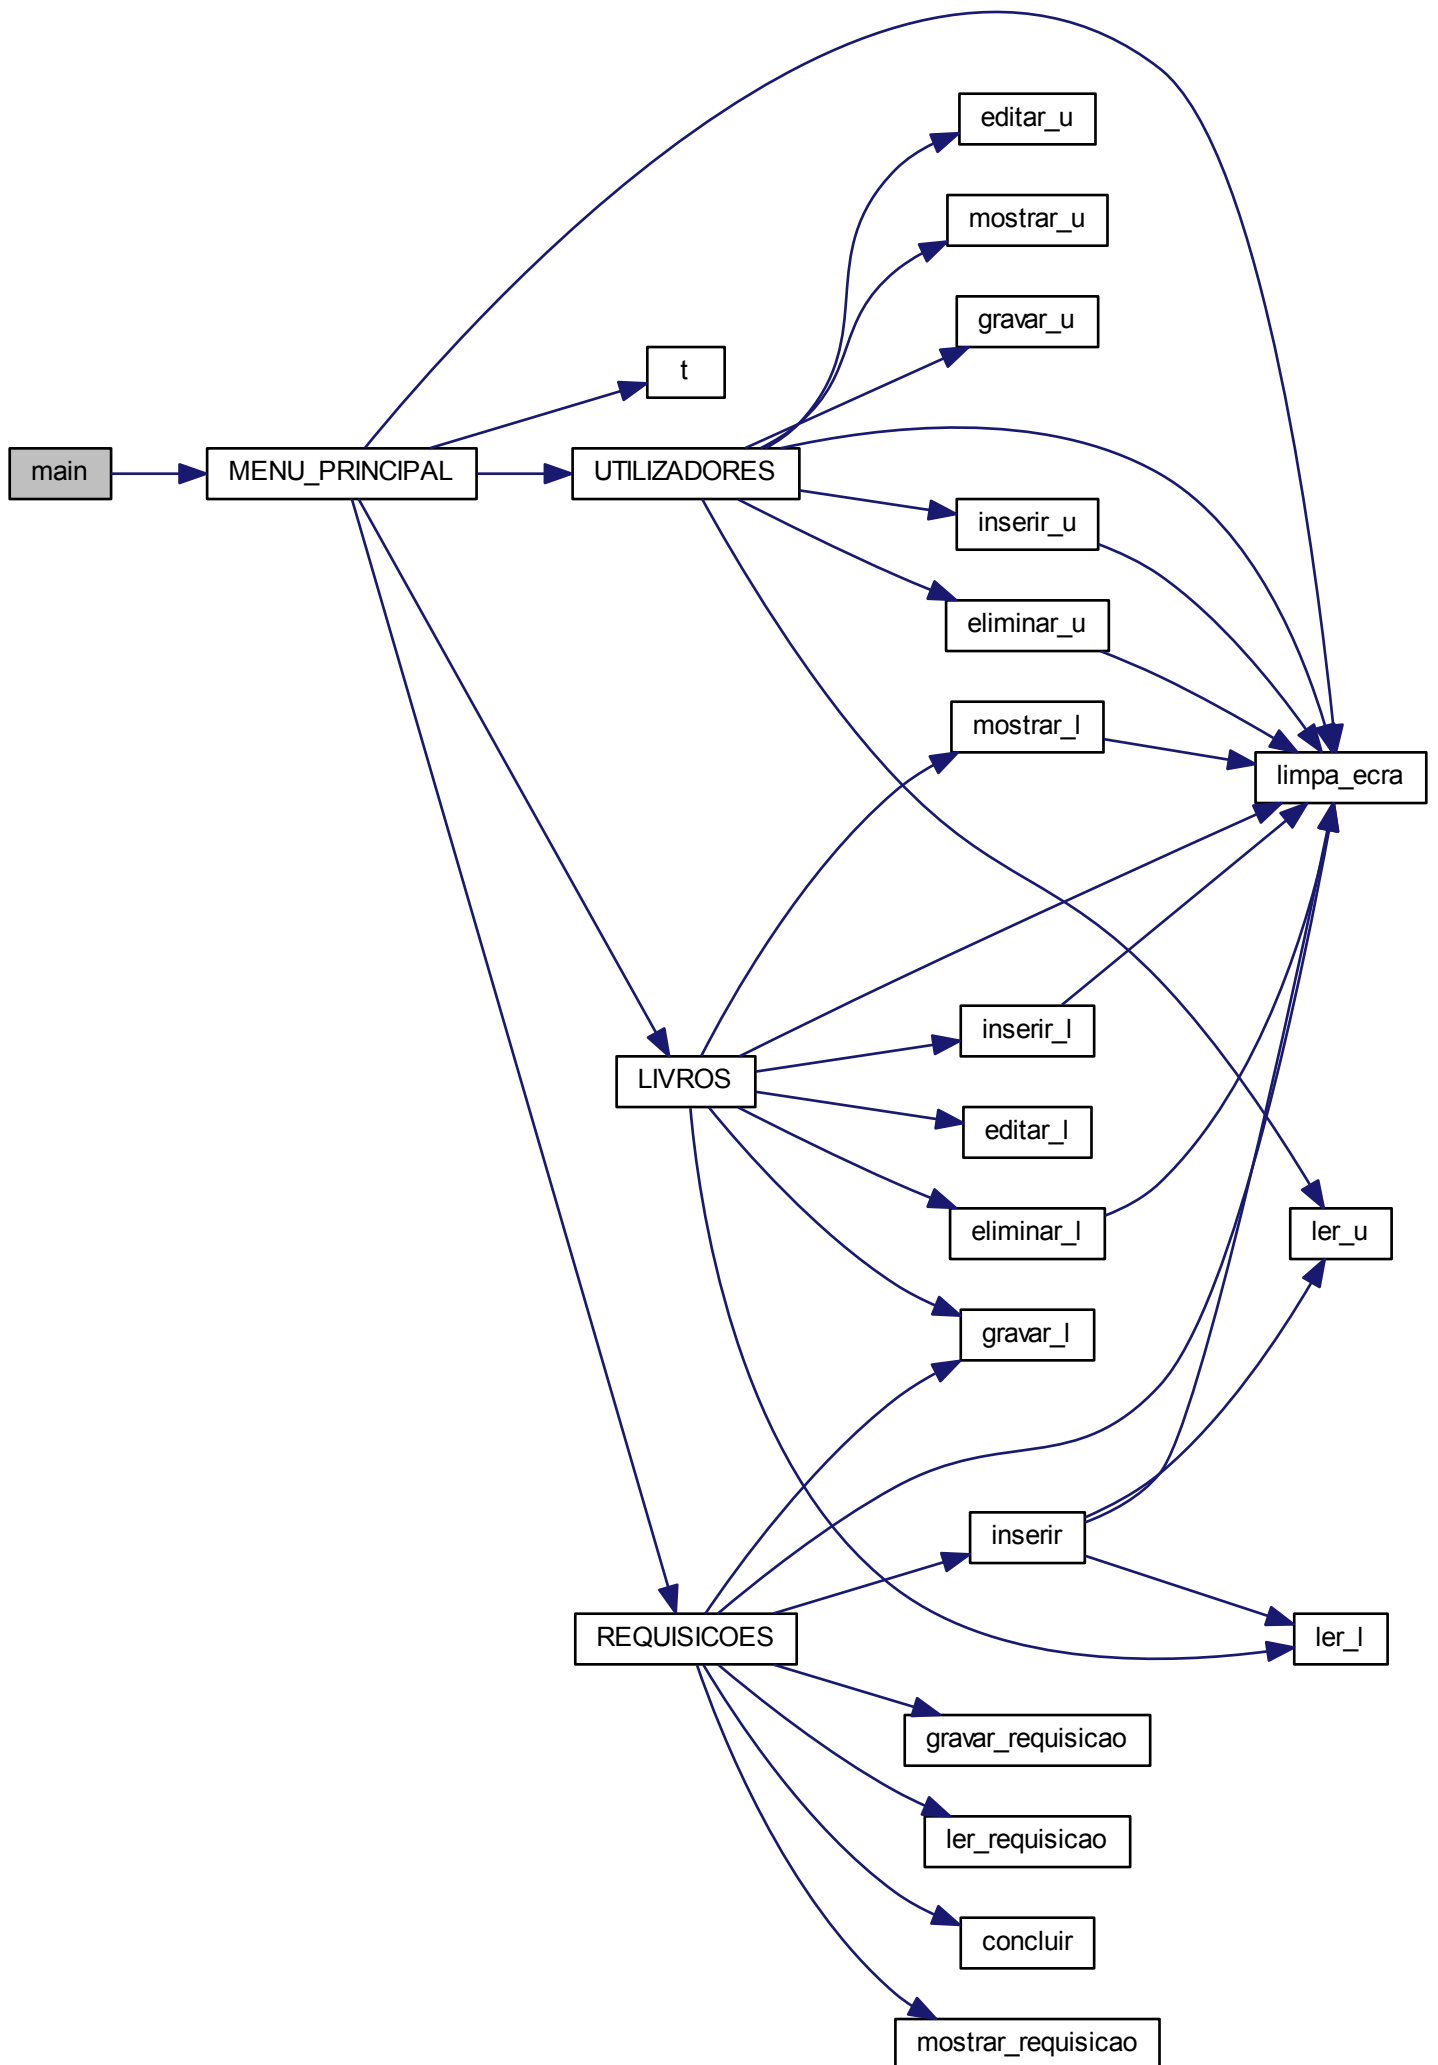 editar_u
mostrar_u
gravar_u
t
main
MENU_PRINCIPAL
UTILIZADORES
inserir_u
eliminar_u
mostrar_l
limpa_ecra
inserir_l
LIVROS
editar_l
eliminar_l
ler_u
gravar_l
inserir
REQUISICOES
ler_l
gravar_requisicao
ler_requisicao
concluir
mostrar_requisicao